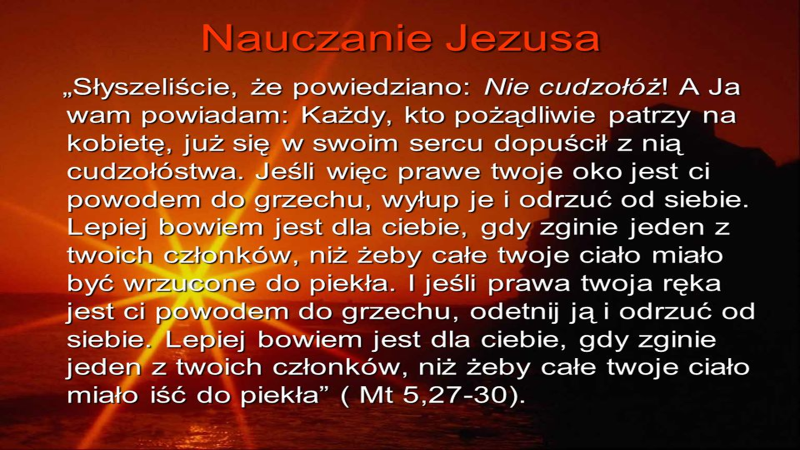 Nauczanie Jezusa
„Słyszeliście, że powiedziano: Nie cudzołóż! A Ja
wam powiadam: Każdy, kto pożądliwie patrzy na
kobietę, już się w swoim sercu dopuścił z nią
cudzołóstwa. Jeśli więc prawe twoje oko jest ci
powodem do grzechu, wyłup je i odrzuć od siebie.
Lepiej bowiem jest dla ciebie, gdy zginie jeden z
twoich członków, niż żeby całe twoje ciało miało
być wrzucone do piekła. I jeśli prawa twoja ręka
jest ci powodem do grzechu, odetnij ją i odrzuć od
siebie. Lepiej bowiem jest dla ciebie, gdy zginie
jeden z twoich członków, niż żeby całe twoje ciało
miało iść do piekła” ( Mt 5,27-30).